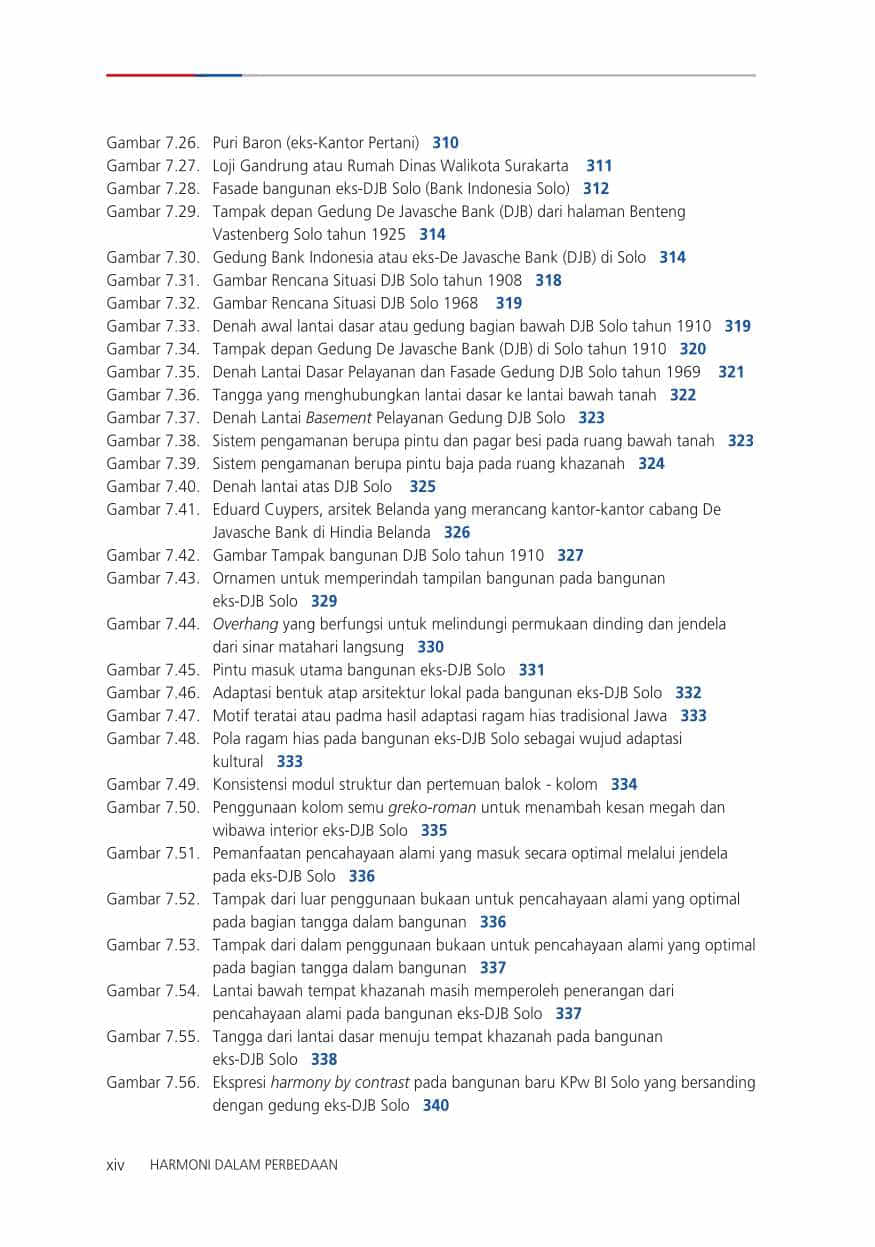 Gambar 7.26. Puri Baron (eks-Kantor Pertani) 310
Gambar 7.27. Loji Gandrung atau Rumah Dinas Walikota Surakarta 311
Gambar 7.28. Fasade bangunan eks-DJB Solo (Bank Indonesia Solo) 312
Gambar 7.29. Tampak depan Gedung De Javasche Bank (DJB) dari halaman Benteng
Vastenberg Solo tahun 1925 314
Gambar 7.30. Gedung Bank Indonesia atau eks-De Javasche Bank (DJB) di Solo 314
Gambar 7.31. Gambar Rencana Situasi DJB Solo tahun 1908 318
Gambar 7.32. Gambar Rencana Situasi DJB Solo 1968 319
Gambar 7.33. Denah awal lantai dasar atau gedung bagian bawah DJB Solo tahun 1910 319
Gambar 7.34. Tampak depan Gedung De Javasche Bank (DJB) di Solo tahun 1910 320
Gambar 7.35. Denah Lantai Dasar Pelayanan dan Fasade Gedung DJB Solo tahun 1969 321
Gambar 7.36. Tangga yang menghubungkan lantai dasar ke lantai bawah tanah 322
Gambar 7.37. Denah Lantai Basement Pelayanan Gedung DJB Solo 323
Gambar 7.38. Sistem pengamanan berupa pintu dan pagar besi pada ruang bawah tanah 323
Gambar 7.39. Sistem pengamanan berupa pintu baja pada ruang khazanah 324
Gambar 7.40. Denah lantai atas DJB Solo 325
Gambar 7.41. Eduard Cuypers, arsitek Belanda yang merancang kantor-kantor cabang De
Javasche Bank di Hindia Belanda 326
Gambar 7.42. Gambar Tampak bangunan DJB Solo tahun 1910 327
Gambar 7.43. Ornamen untuk memperindah tampilan bangunan pada bangunan
eks-DJB Solo 329
Gambar 7.44. Overhang yang berfungsi untuk melindungi permukaan dinding dan jendela
dari sinar matahari langsung 330
Gambar 7.45. Pintu masuk utama bangunan eks-DJB Solo 331
Gambar 7.46. Adaptasi bentuk atap arsitektur lokal pada bangunan eks-DJB Solo 332
Gambar 7.47. Motif teratai atau padma hasil adaptasi ragam hias tradisional Jawa 333
Gambar 7.48. Pola ragam hias pada bangunan eks-DJB Solo sebagai wujud adaptasi
kultural 333
Gambar 7.49. Konsistensi modul struktur dan pertemuan balok - kolom 334
Gambar 7.50. Penggunaan kolom semu greko-roman untuk menambah kesan megah dan
wibawa interior eks-DJB Solo 335
Gambar 7.51. Pemanfaatan pencahayaan alami yang masuk secara optimal melalui jendela
pada eks-DJB Solo 336
Gambar 7.52. Tampak dari luar penggunaan bukaan untuk pencahayaan alami yang optimal
pada bagian tangga dalam bangunan 336
Gambar 7.53. Tampak dari dalam penggunaan bukaan untuk pencahayaan alami yang optimal
pada bagian tangga dalam bangunan 337
Gambar 7.54. Lantai bawah tempat khazanah masih memperoleh penerangan dari
pencahayaan alami pada bangunan eks-DJB Solo 337
Gambar 7.55. Tangga dari lantai dasar menuju tempat khazanah pada bangunan
eks-DJB Solo 338
Gambar 7.56. Ekspresi harmony by contrast pada bangunan baru KPw BI Solo yang bersanding
dengan gedung eks-DJB Solo 340
xiv HARMONI DALAM PERBEDAAN